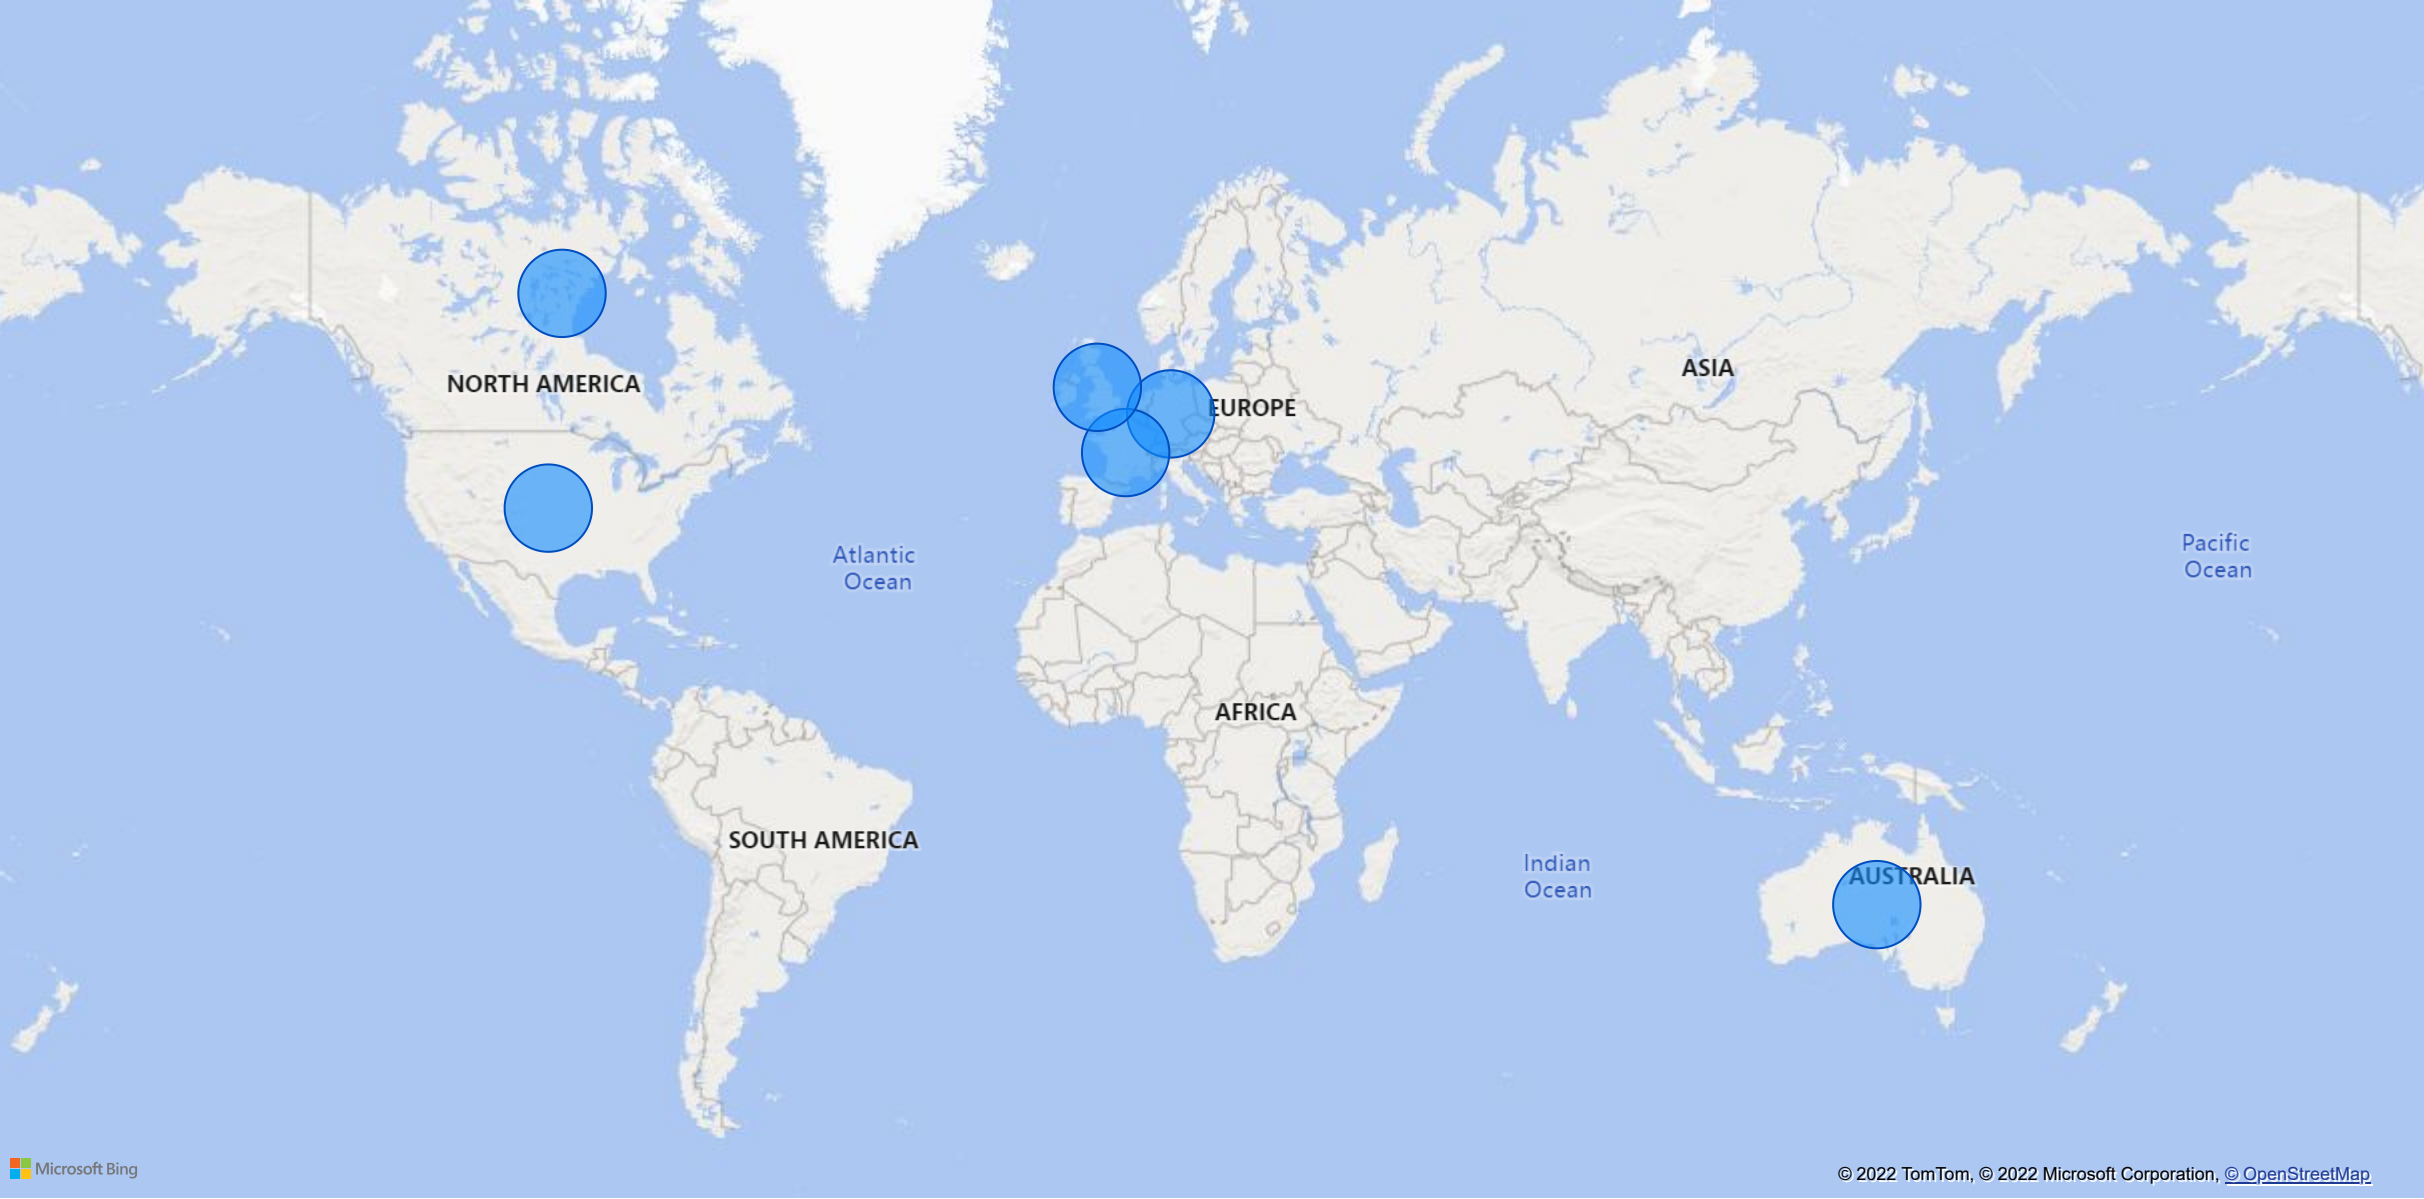 ASIA
NORTH AMERICA
EUROPE
Atlantic
Ocean
Pacific
Ocean
AFRICA
SOUTH AMERICA
Indian
Ocean
AUSTRALIA
Microsoft Bing
© 2022 TomTom, © 2022 Microsoft Corporation, © OpenStreetMap